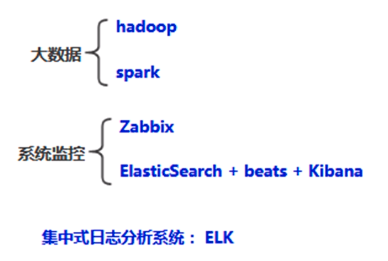 大数据
hadoop
spark
系统监控
Zabbix
ElasticSearch + beats + Kibana
集中式日志分析系统： ELK